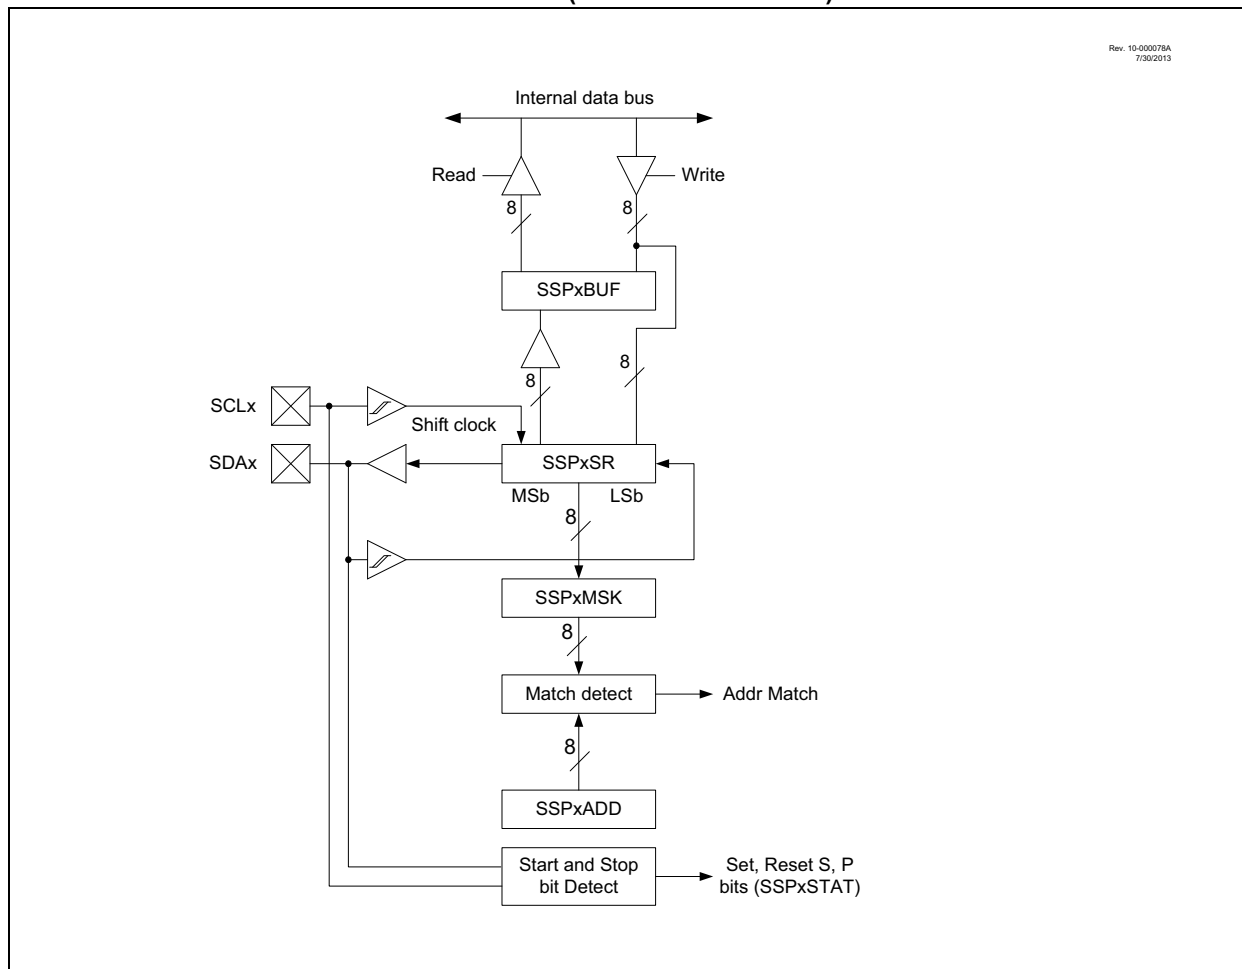 Rev. 10-000078A
7/30/2013
Internal data bus
Read
Write
8
8
SSPxBUF
8
8
SCLx
Shift clock
SDAx
SSPxSR
MSb
LSb
8
SSPxMSK
8
Match detect
Addr Match
8
SSPxADD
Start and Stop
bit Detect
Set, Reset S, P
bits (SSPxSTAT)